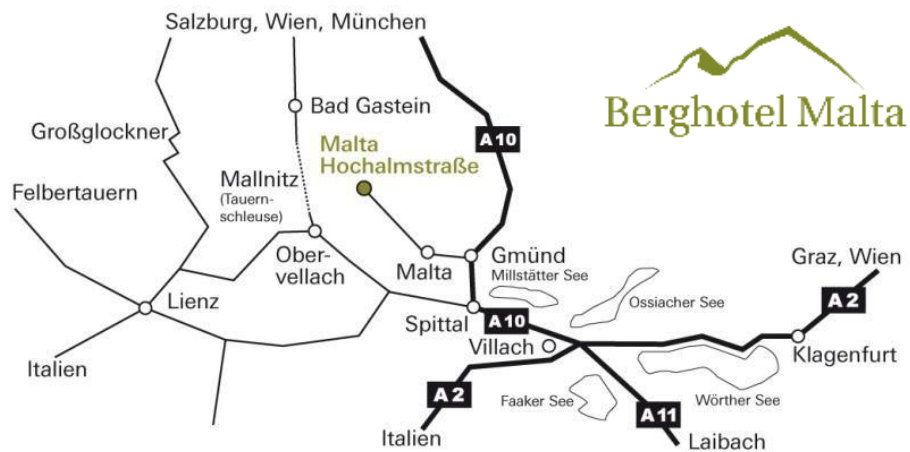 Salzburg, Wien, München
Berghotel Malta
Bad Gastein
Großglockner
A10
Malta
Hochalmstraße
Felbertauern
Mallnitz
(Tauern-
schleuse)
Ober-
vellach
Malta
Gmünd
Millstätter See
Graz, Wien
Lienz
Ossiacher See
A2
Spittal
A10
Villach
Klagenfurt
Italien
A2
Faaker See
A11
Wörther See
Italien
Laibach